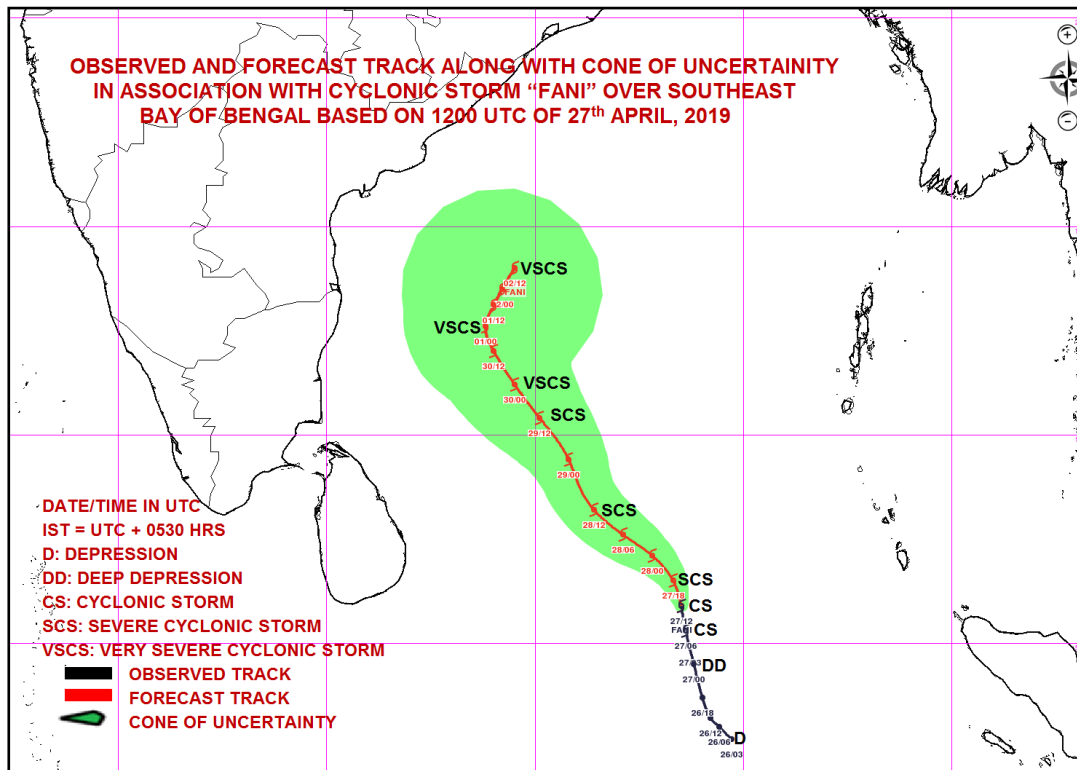 OBSERVED AND FORECAST TRACK ALONG WITH CONE OF UNCERTAINITY
IN ASSOCIATION WITH CYCLONIC STORM “FANI” OVER SOUTHEAST
BAY OF BENGAL BASED ON 1200 UTC OF 27th APRIL, 2019
VSCS
02/12
FANI
2/00
01/12
VSCS
01/00
30/12
VSCS
30/00
SCS
29/12
29/00
SCS
28/12
28/06
28/00
SCS
27/18
CS
27/12
FANI
CS
27/06
27/03
DD
27/00
26/18
26/12
26/06
D
26/03
DATE/TIME IN UTC
IST = UTC + 0530 HRS
D: DEPRESSION
DD: DEEP DEPRESSION
CS: CYCLONIC STORM
SCS: SEVERE CYCLONIC STORM
VSCS: VERY SEVERE CYCLONIC STORM
OBSERVED TRACK
FORECAST TRACK
CONE OF UNCERTAINTY